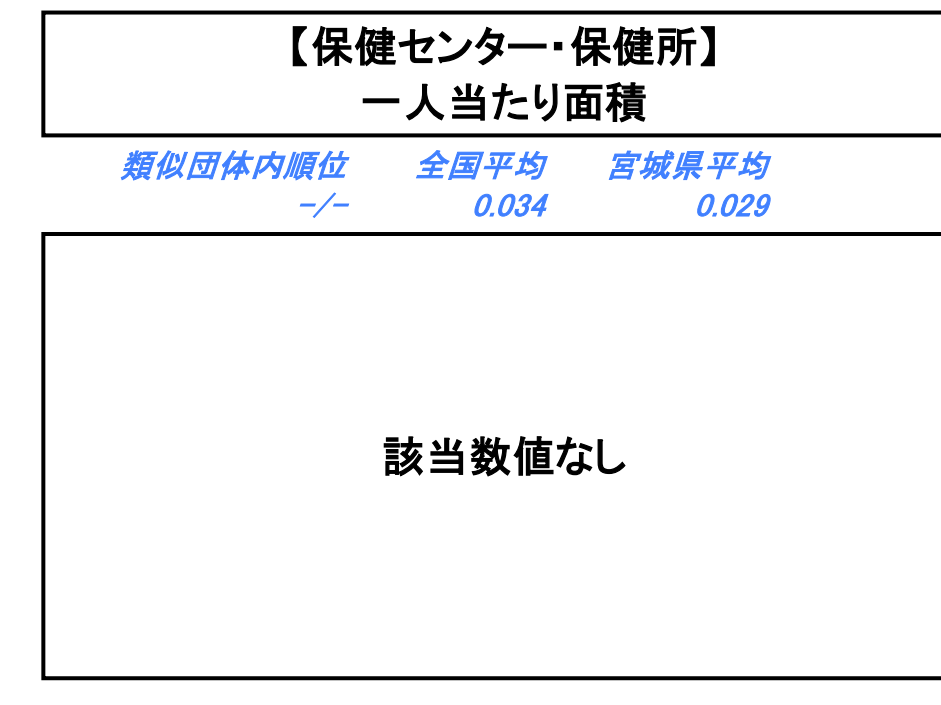 【保健センター・保健所】
一人当たり面積
類似団体内順位 全国平均 宮城県平均
-/- 0.034 0.029
該当数値なし